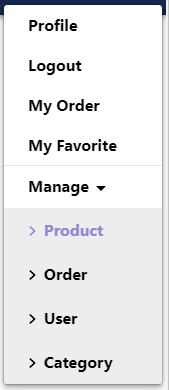 Profile
Logout
My Order
My Favorite
Manage
Product
Order
User
Category